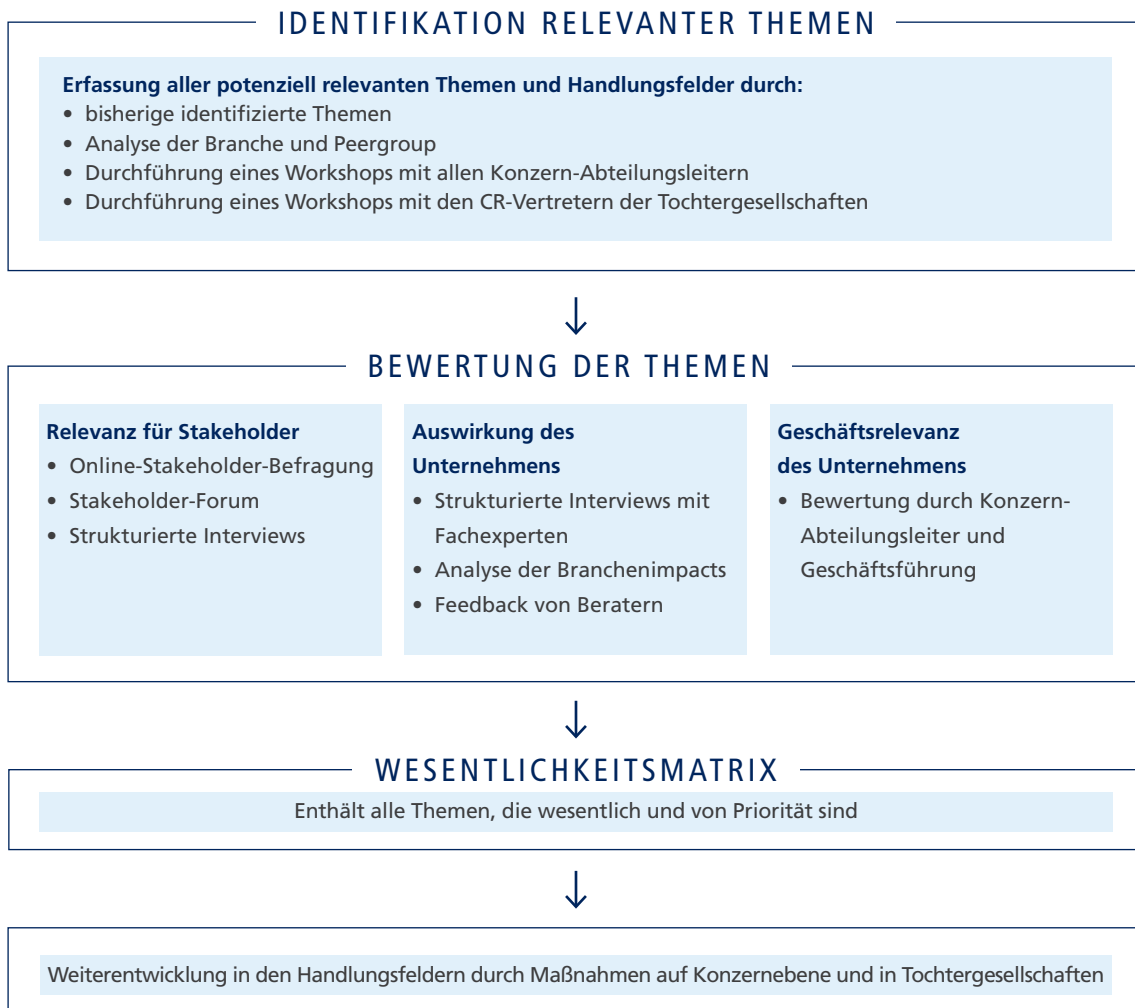 IDENTIFIKATION RELEVANTER THEMEN
Erfassung aller potenziell relevanten Themen und Handlungsfelder durch:
• bisherige identifizierte Themen
• Analyse der Branche und Peergroup
• Durchführung eines Workshops mit allen Konzern-Abteilungsleitern
• Durchführung eines Workshops mit den CR-Vertretern der Tochtergesellschaften
BEWERTUNG DER THEMEN
Relevanz für Stakeholder
• Online-Stakeholder-Befragung
• Stakeholder-Forum
• Strukturierte Interviews
Auswirkung des
Unternehmens
• Strukturierte Interviews mit
Fachexperten
• Analyse der Branchenimpacts
• Feedback von Beratern
Geschäftsrelevanz
des Unternehmens
• Bewertung durch Konzern-
Abteilungsleiter und
Geschäftsführung
WESENTLICHKEITSMATRIX
Enthält alle Themen, die wesentlich und von Priorität sind
Weiterentwicklung in den Handlungsfeldern durch Maßnahmen auf Konzernebene und in Tochtergesellschaften